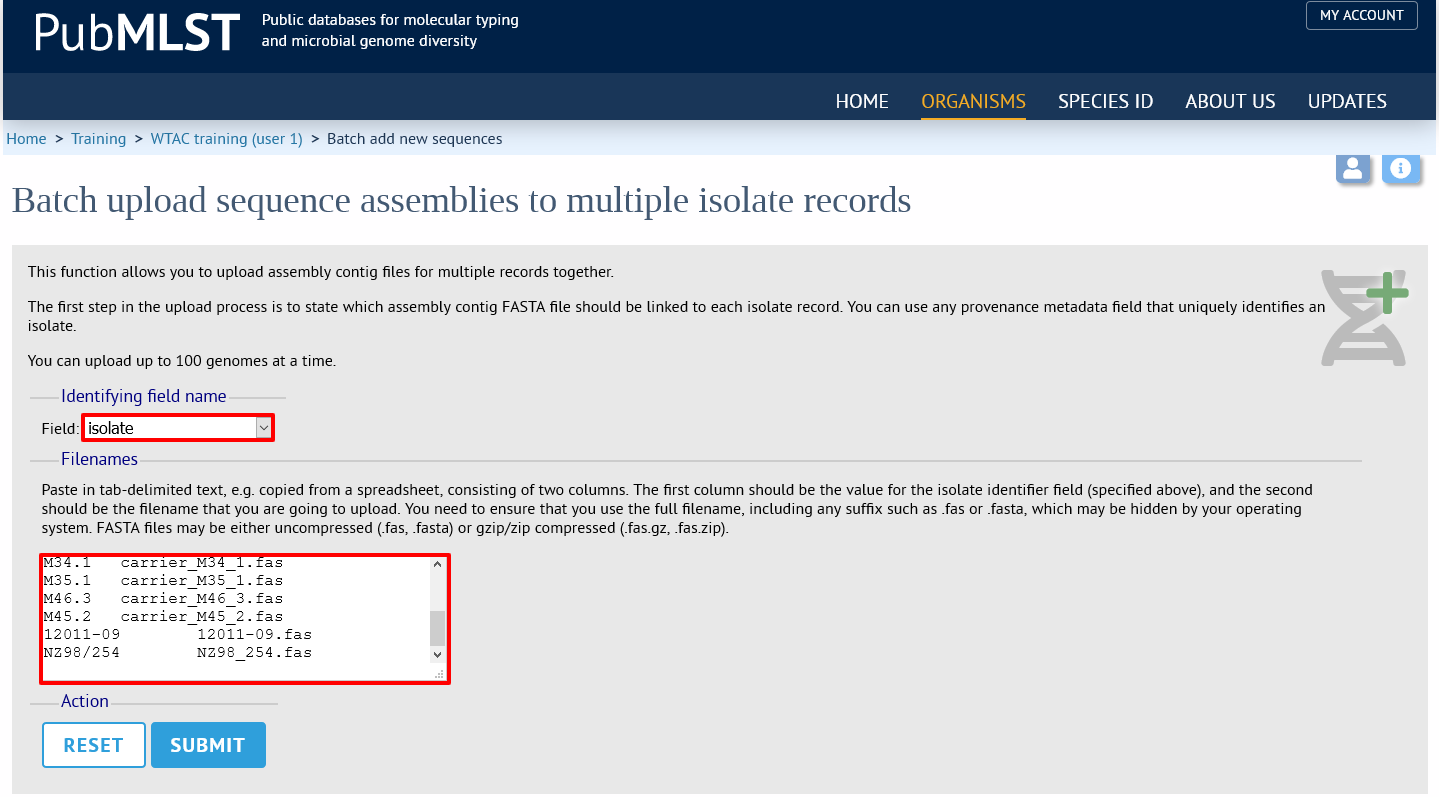 PubMLST
Public databases for molecular typing
and microbial genome diversity
MY ACCOUNT
HOME ORGANISMS SPECIES ID ABOUT US UPDATES
Home > Training > WTAC training (user 1) > Batch add new sequences
Batch upload sequence assemblies to multiple isolate records
This function allows you to upload assembly contig files for multiple records together.
The first step in the upload process is to state which assembly contig FASTA file should be linked to each isolate record. You can use any provenance metadata field that uniquely identifies an
isolate.
You can upload up to 100 genomes at a time.
Identifying field name
Field: isolate
Filenames
Paste in tab-delimited text, e.g. copied from a spreadsheet, consisting of two columns. The first column should be the value for the isolate identifier field (specified above), and the second
should be the filename that you are going to upload. You need to ensure that you use the full filename, including any suffix such as .fas or .fasta, which may be hidden by your operating
system. FASTA files may be either uncompressed (.fas, .fasta) or gzip/zip compressed (.fas.gz, .fas.zip).
M34.1 carrier_M34_1.fas
M35.1 carrier_M35_1.fas
M46.3 carrier_M46_3.fas
M45.2 carrier_M45_2.fas
12011-09 12011-09.fas
NZ98/254 NZ98_254.fas
Action
RESET SUBMIT